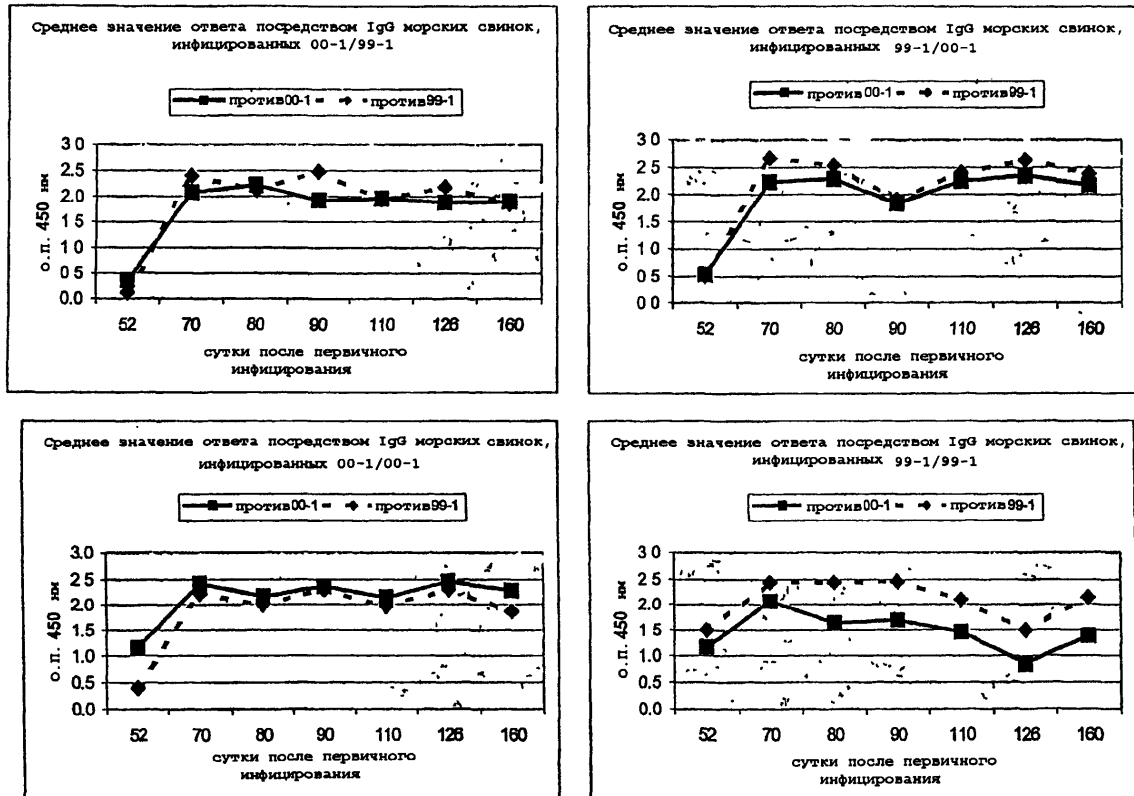 Среднее значение ответа посредством IgG морских свинок,
инфицированных 00-1/99-1
против00-1
против99-1
3.0
2.5
2.0
1.5
1.0
0.5
0.0
о.п. 450 нм
52 70 80 90 110 126 160
сутки после первичного
инфицирования
Среднее значение ответа посредством IgG морских свинок,
инфицированных 99-1/00-1
против00-1
против99-1
3.0
2.5
2.0
1.5
1.0
0.5
0.0
о.п. 450 нм
52 70 80 90 110 126 160
сутки после первичного
инфицирования
Среднее значение ответа посредством IgG морских свинок,
инфицированных 00-1/00-1
против00-1
против99-1
3.0
2.5
2.0
1.5
1.0
0.5
0.0
о.п. 450 нм
52 70 80 90 110 126 160
сутки после первичного
инфицирования
Среднее значение ответа посредством IgG морских свинок,
инфицированных 99-1/99-1
против00-1
против99-1
3.0
2.5
2.0
1.5
1.0
0.5
0.0
о.п. 450 нм
52 70 80 90 110 126 160
сутки после первичного
инфицирования